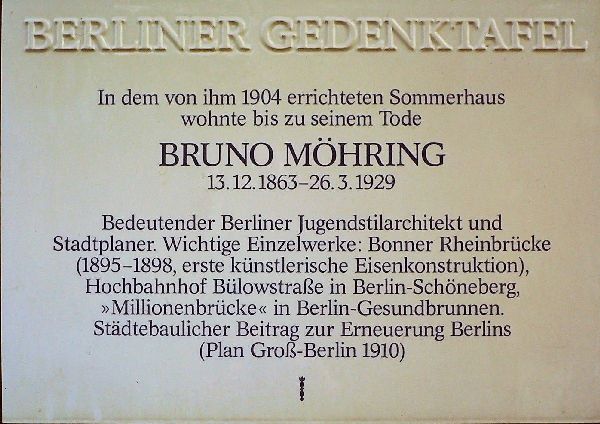 BERLINER GEDENKTAFEL
In dem von ihm 1904 errichteten Sommerhaus
wohnte bis zu seinem Tode
BRUNO MÖHRING
13.12.1863–26.3.1929
Bedeutender Berliner Jugendstilarchitekt und
Stadtplaner. Wichtige Einzelwerke: Bonner Rheinbrücke
(1895–1898, erste künstlerische Eisenkonstruktion),
Hochbahnhof Bülowstraße in Berlin-Schöneberg,
»Millionenbrücke« in Berlin-Gesundbrunnen.
Städtebaulicher Beitrag zur Erneuerung Berlins
(Plan Groß-Berlin 1910)